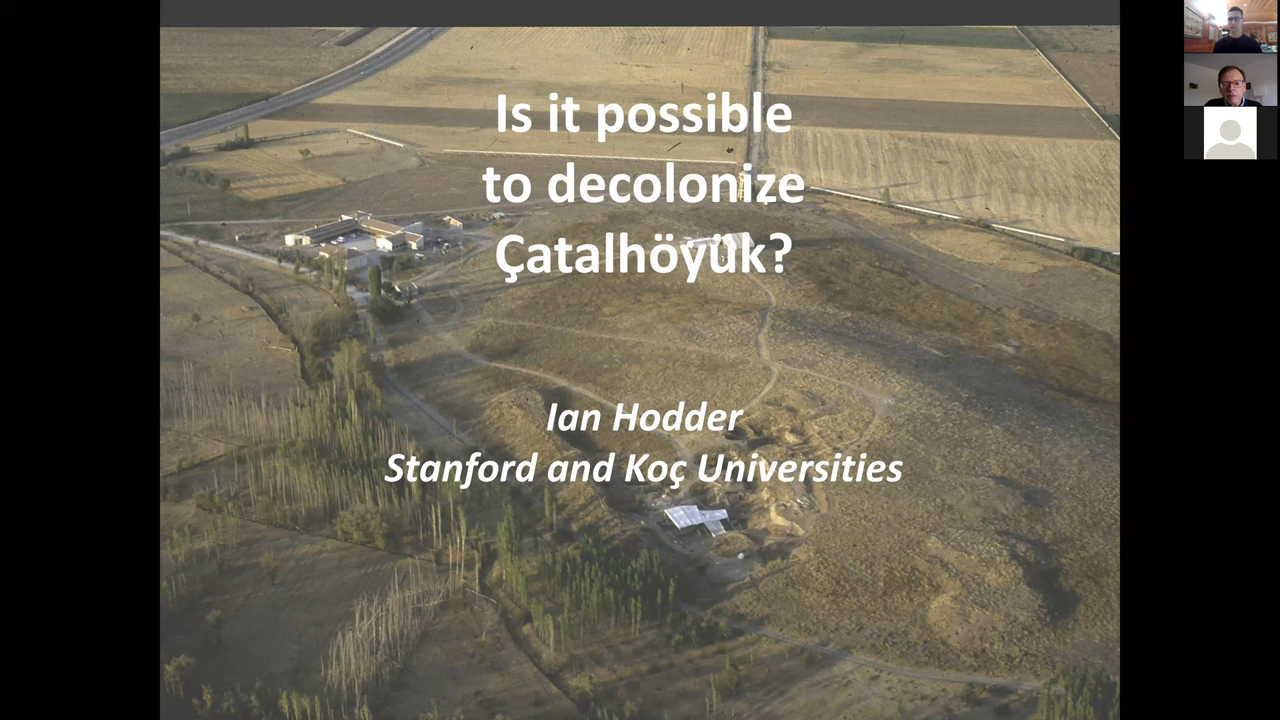 Is it possible
to decolonize
Çatalhöyük?
Ian Hodder
Stanford and Koç Universities